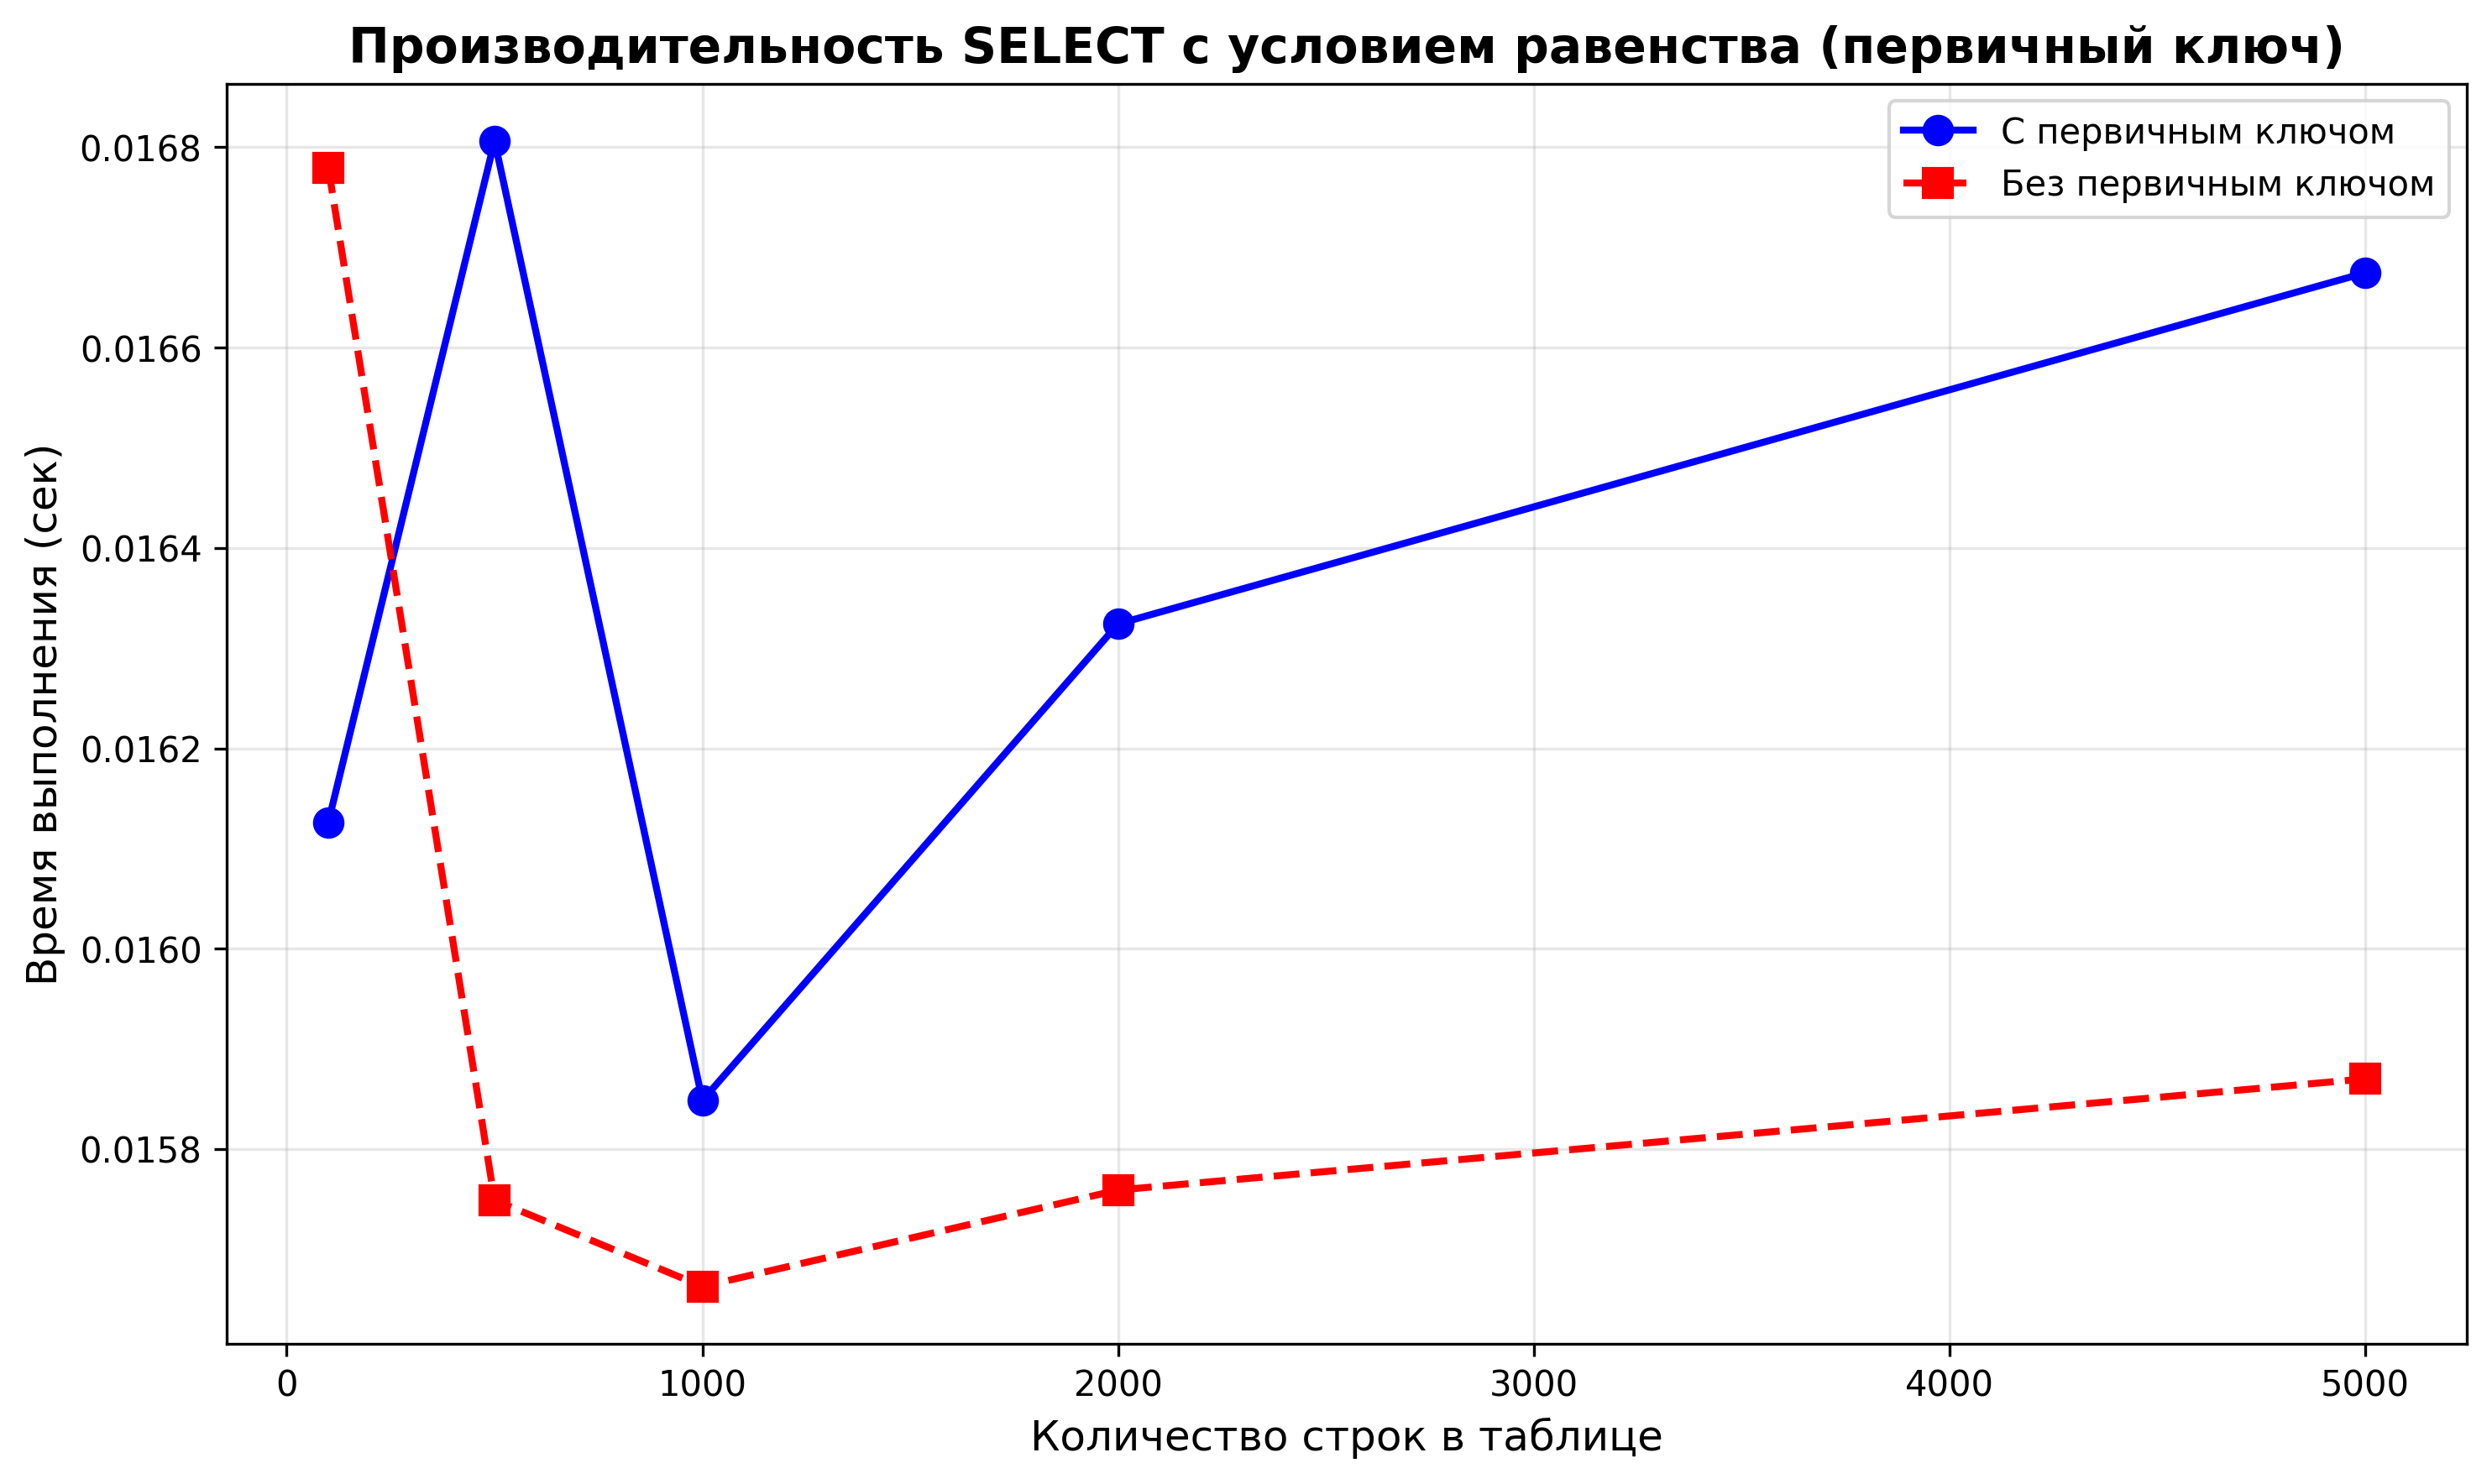 Производительность SELECT с условием равенства (первичный ключ)
С первичным ключом
Без первичным ключом
Время выполнения (сек)
0.0168
0.0166
0.0164
0.0162
0.0160
0.0158
0 1000 2000 3000 4000 5000
Количество строк в таблице